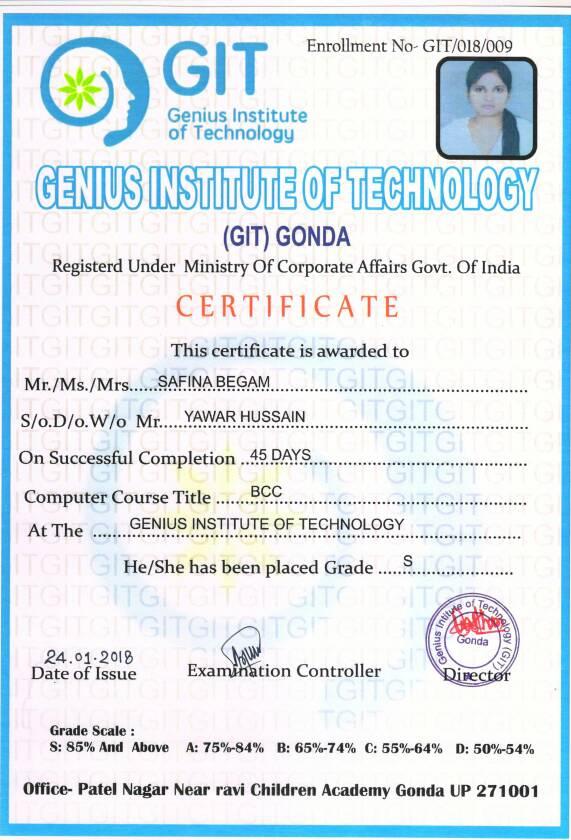 Enrollment No- GIT/018/009
GIT
Genius Institute
of Technology
GENIUS INSTITUTE OF TECHNOLOGY
(GIT) GONDA
Registerd Under Ministry Of Corporate Affairs Govt. Of India
CERTIFICATE
This certificate is awarded to
Mr./Ms./Mrs.....SAFINA BEGAM
S/o.D/o.W/o Mr.... YAWAR HUSSAIN
On Successful Completion ..45 DAYS
Computer Course Title ......BCC
At The ......GENIUS INSTITUTE OF TECHNOLOGY
He/She has been placed Grade ....S
24.01.2018
Date of Issue
Examination Controller
Genius Institute of Technology (GIT)
Gonda
Director
Grade Scale :
S: 85% And Above A: 75%-84% B: 65%-74% C: 55%-64% D: 50%-54%
Office- Patel Nagar Near ravi Children Academy Gonda UP 271001